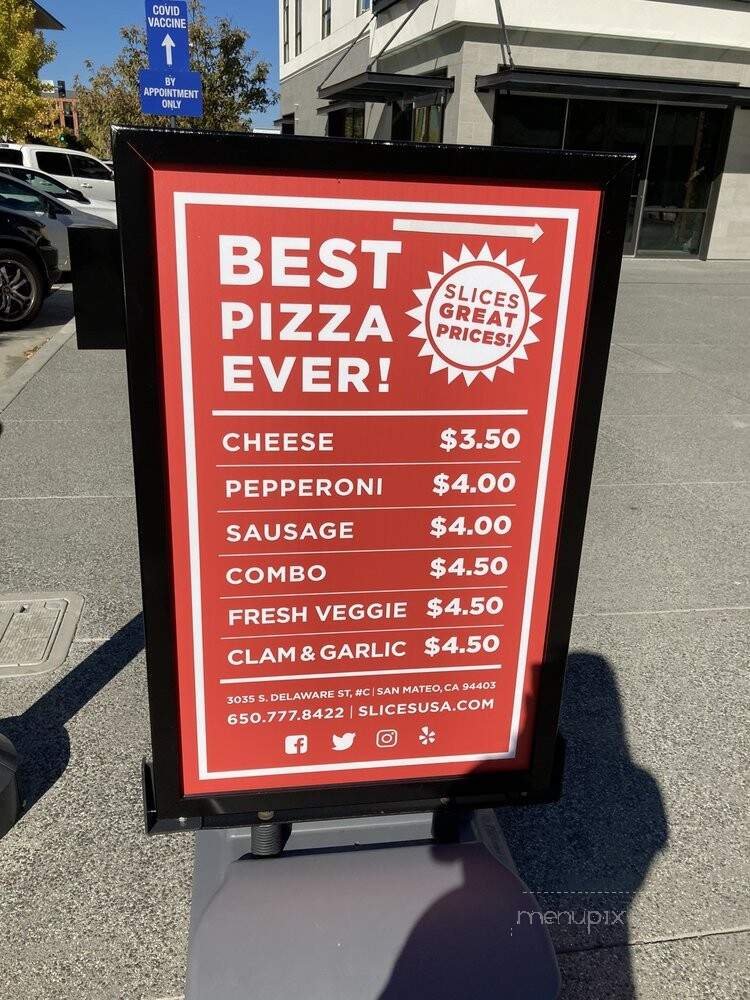 COVID
VACCINE
BY
APPOINTMENT
ONLY
BEST
PIZZA
EVER!
SLICES
GREAT
PRICES!
CHEESE $3.50
PEPPERONI $4.00
SAUSAGE $4.00
COMBO $4.50
FRESH VEGGIE $4.50
CLAM & GARLIC $4.50
3035 S. DELAWARE ST, #C | SAN MATEO, CA 94403
650.777.8422 | SLICESUSA.COM
menupix